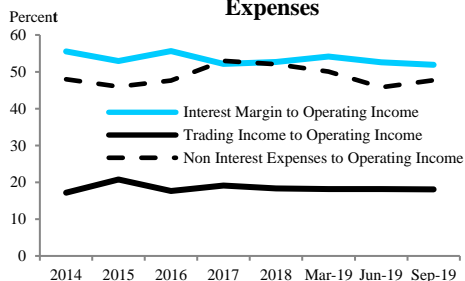 Expenses
Percent
60
50
40
30
20
10
0
Interest Margin to Operating Income
Trading Income to Operating Income
Non Interest Expenses to Operating Income
2014 2015 2016 2017 2018 Mar-19 Jun-19 Sep-19